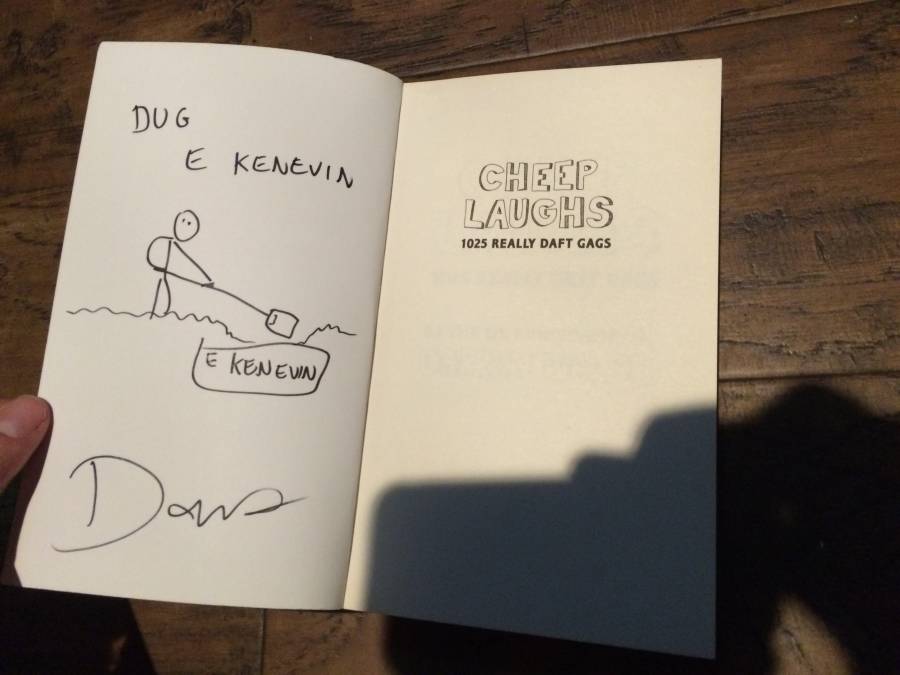 DUG
E KENEVIN
E KENEVIN
CHEEP
LAUGHS
1025 REALLY DAFT GAGS